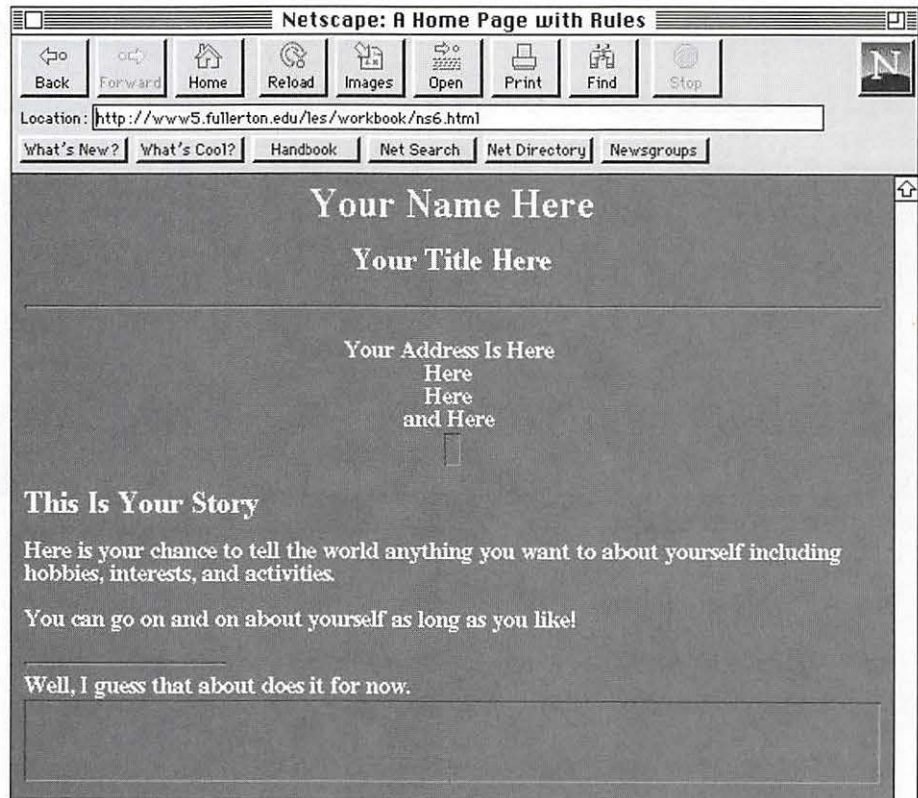 Netscape: A Home Page with Rules
Back Forward Home Reload Images Open Print Find Stop
N
Location: http://www5.fullerton.edu/les/workbook/ns6.html
What's New? What's Cool? Handbook Net Search Net Directory Newsgroups
Your Name Here
Your Title Here
Your Address Is Here
Here
Here
and Here
This Is Your Story
Here is your chance to tell the world anything you want to about yourself including
hobbies, interests, and activities.
You can go on and on about yourself as long as you like!
Well, I guess that about does it for now.